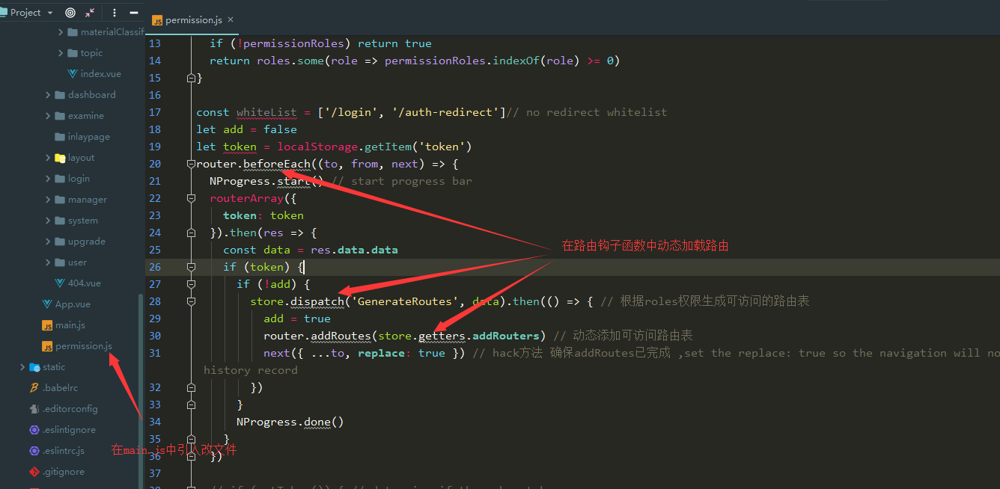 Project
permission.js
materialClassif
topic
index.vue
dashboard
examine
inlaypage
layout
login
manager
system
upgrade
user
404.vue
App.vue
main.js
permission.js
static
.babelrc
.editorconfig
.eslintignore
.eslintrc.js
.gitignore
13 if (!permissionRoles) return true
14 return roles.some(role => permissionRoles.indexOf(role) >= 0)
15 }
16
17 const whiteList = ['/login', '/auth-redirect']// no redirect whitelist
18 let add = false
19 let token = localStorage.getItem('token')
20 router.beforeEach((to, from, next) => {
21 NProgress.start() // start progress bar
22 routerArray({
23 token: token
24 }).then(res => {
25 const data = res.data.data
26 if (token) {
27 if (!add) {
28 store.dispatch('GenerateRoutes', data).then(() => { // 根据roles权限生成可访问的路由表
29 add = true
30 router.addRoutes(store.getters.addRouters) // 动态添加可访问路由表
31 next({ ...to, replace: true }) // hack方法 确保addRoutes已完成 ,set the replace: true so the navigation will no
history record
32 })
33 }
34 NProgress.done()
35 }
36 })
37
在路由钩子函数中动态加载路由
在main.js中引入改文件